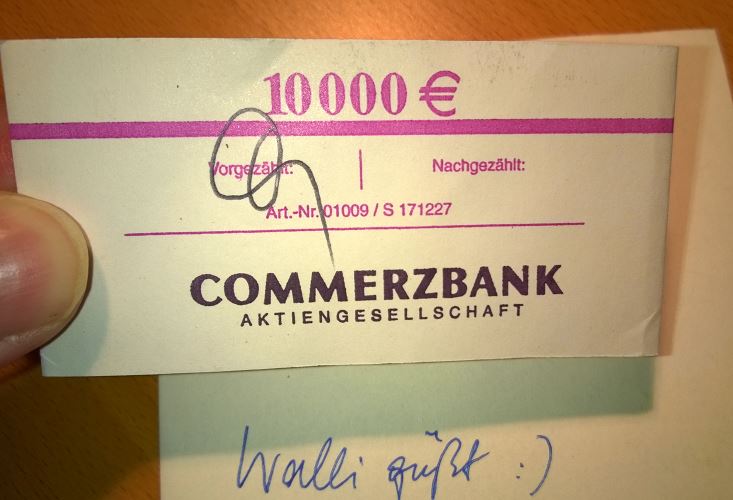 10000 €
Vorgezählt: Nachgezählt:
Art.-Nr. 01009 / S 171227
COMMERZBANK
AKTIENGESELLSCHAFT
Walli grüßt :)